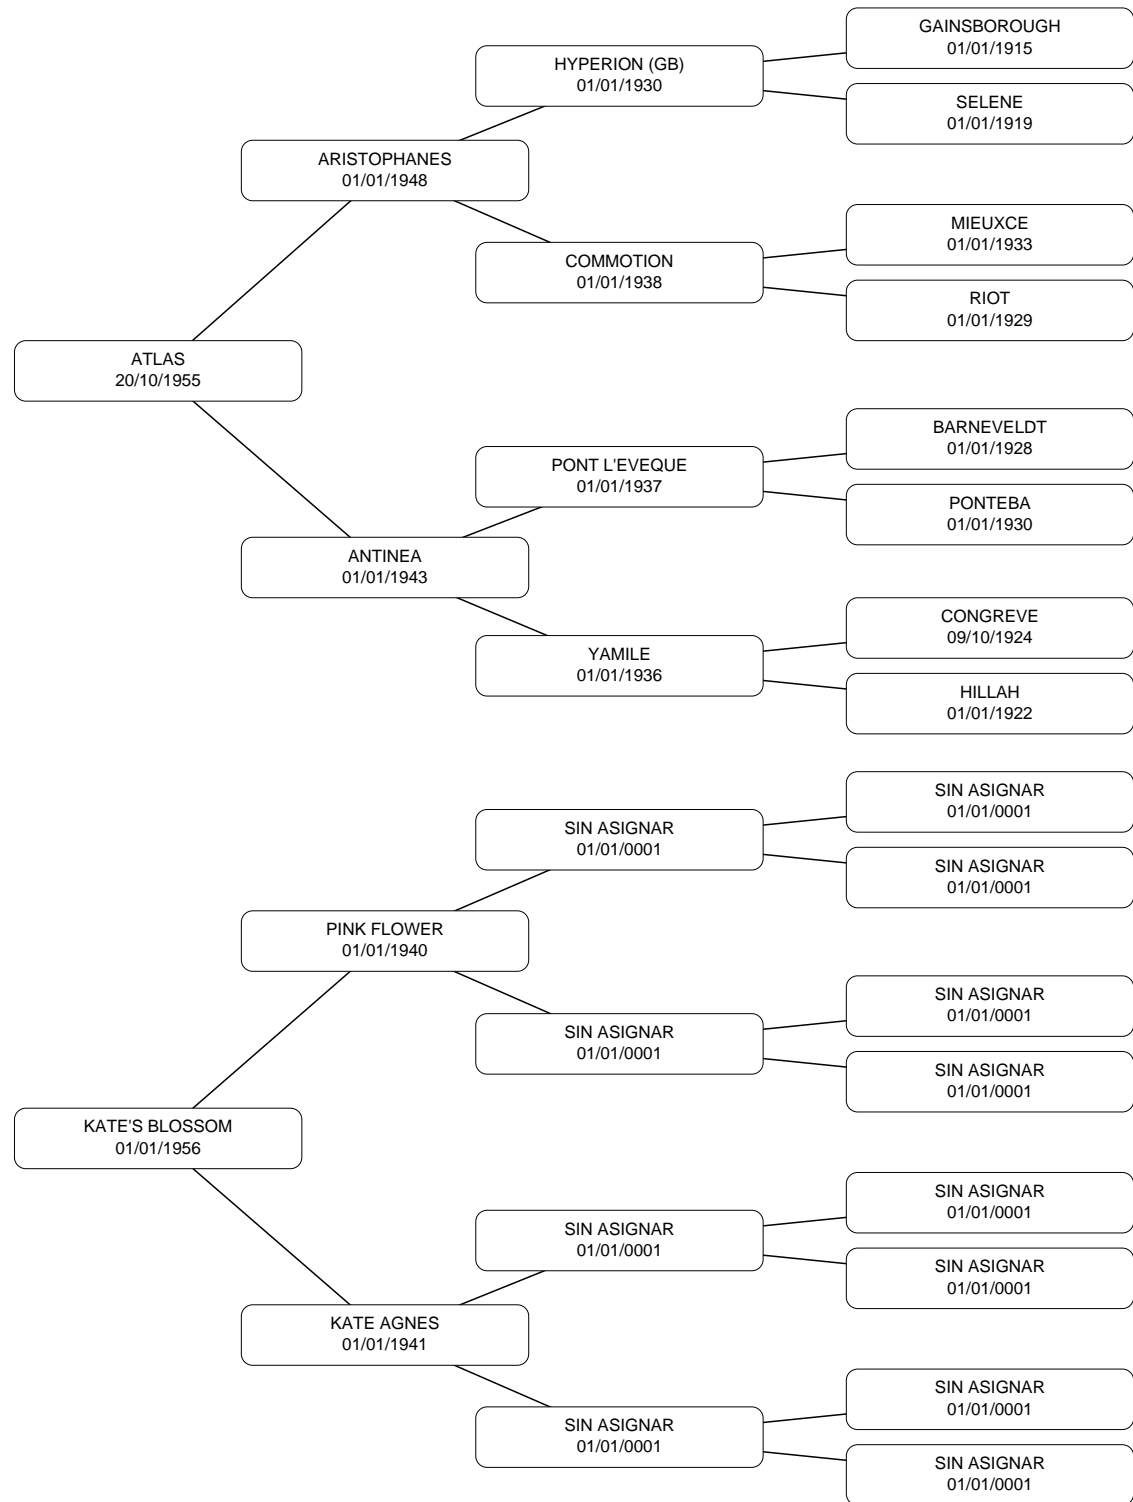 GAINSBOROUGH
01/01/1915
HYPERION (GB)
01/01/1930
SELENE
01/01/1919
ARISTOPHANES
01/01/1948
MIEUXCE
01/01/1933
COMMOTION
01/01/1938
RIOT
01/01/1929
ATLAS
20/10/1955
BARNEVELDT
01/01/1928
PONT L'EVEQUE
01/01/1937
PONTEBA
01/01/1930
ANTINEA
01/01/1943
CONGREVE
09/10/1924
YAMILE
01/01/1936
HILLAH
01/01/1922
SIN ASIGNAR
01/01/0001
SIN ASIGNAR
01/01/0001
SIN ASIGNAR
01/01/0001
PINK FLOWER
01/01/1940
SIN ASIGNAR
01/01/0001
SIN ASIGNAR
01/01/0001
SIN ASIGNAR
01/01/0001
KATE'S BLOSSOM
01/01/1956
SIN ASIGNAR
01/01/0001
SIN ASIGNAR
01/01/0001
SIN ASIGNAR
01/01/0001
KATE AGNES
01/01/1941
SIN ASIGNAR
01/01/0001
SIN ASIGNAR
01/01/0001
SIN ASIGNAR
01/01/0001